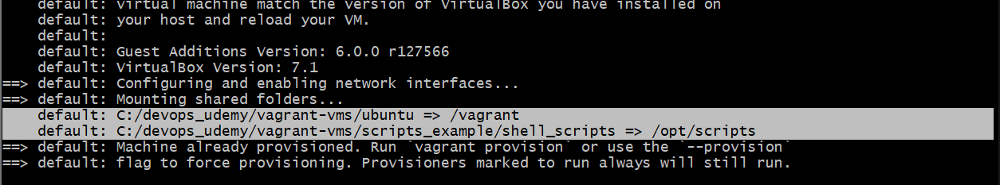 default: virtual machine match the version of VirtualBox you have installed on
default: your host and reload your VM.
default:
default: Guest Additions Version: 6.0.0 r127566
default: VirtualBox Version: 7.1
==> default: Configuring and enabling network interfaces...
==> default: Mounting shared folders...
default: C:/devops_udemy/vagrant-vms/ubuntu => /vagrant
default: C:/devops_udemy/vagrant-vms/scripts_example/shell_scripts => /opt/scripts
==> default: Machine already provisioned. Run `vagrant provision` or use the `--provision`
==> default: flag to force provisioning. Provisioners marked to run always will still run.